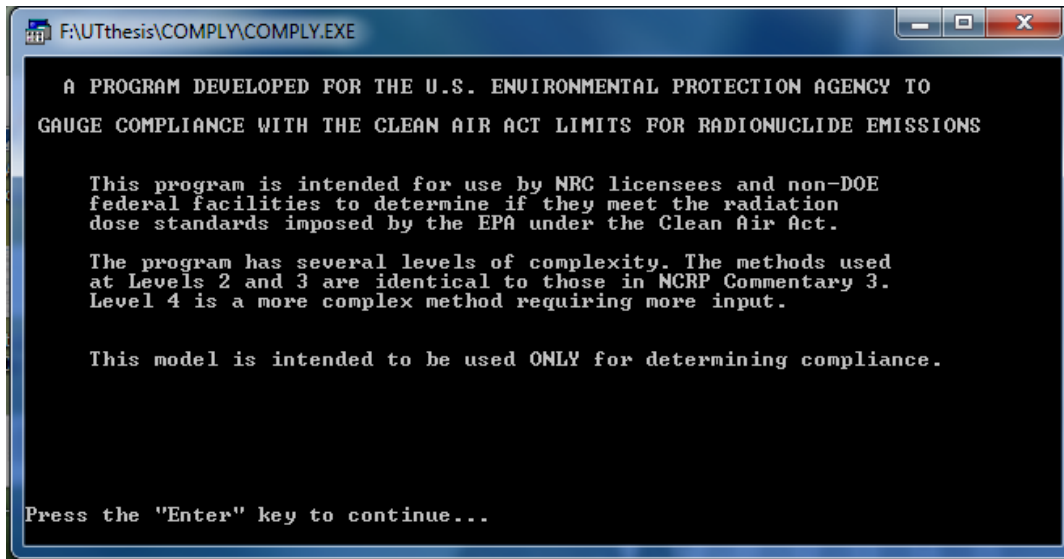 F:\UTthesis\COMPLY\COMPLY.EXE
A PROGRAM DEVELOPED FOR THE U.S. ENVIRONMENTAL PROTECTION AGENCY TO
GAUGE COMPLIANCE WITH THE CLEAN AIR ACT LIMITS FOR RADIONUCLIDE EMISSIONS
This program is intended for use by NRC licensees and non-DOE
federal facilities to determine if they meet the radiation
dose standards imposed by the EPA under the Clean Air Act.
The program has several levels of complexity. The methods used
at Levels 2 and 3 are identical to those in NCRP Commentary 3.
Level 4 is a more complex method requiring more input.
This model is intended to be used ONLY for determining compliance.
Press the "Enter" key to continue...